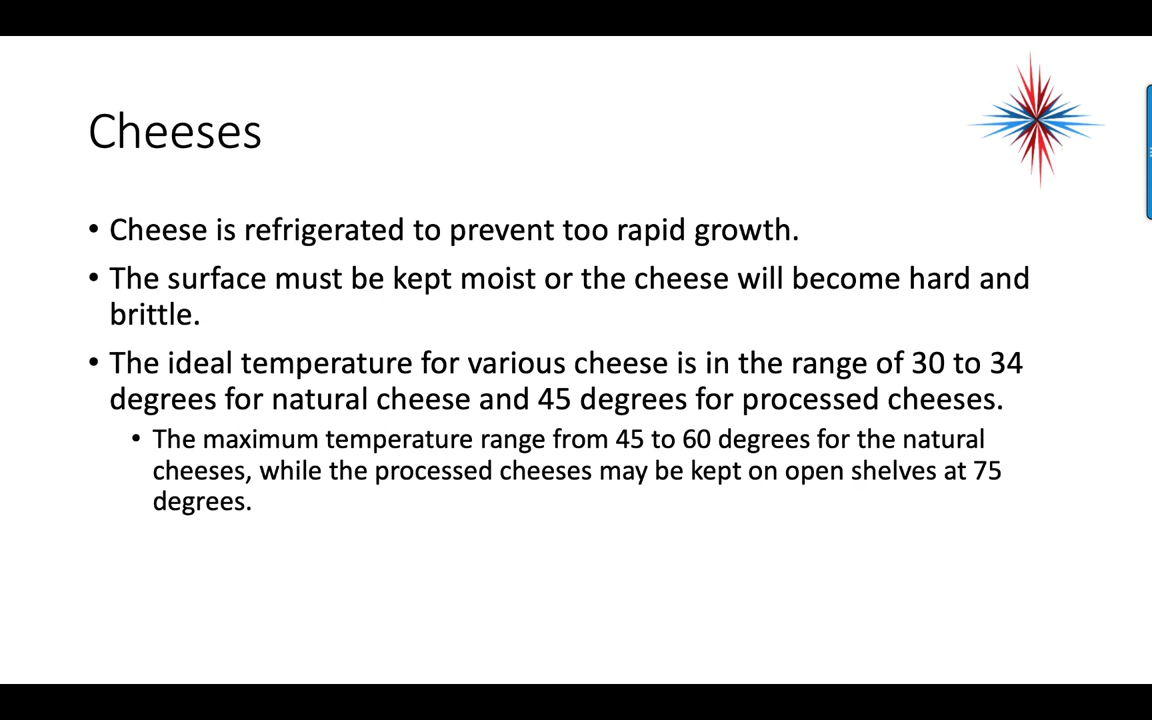 Cheeses
• Cheese is refrigerated to prevent too rapid growth.
• The surface must be kept moist or the cheese will become hard and
brittle.
• The ideal temperature for various cheese is in the range of 30 to 34
degrees for natural cheese and 45 degrees for processed cheeses.
• The maximum temperature range from 45 to 60 degrees for the natural
cheeses, while the processed cheeses may be kept on open shelves at 75
degrees.